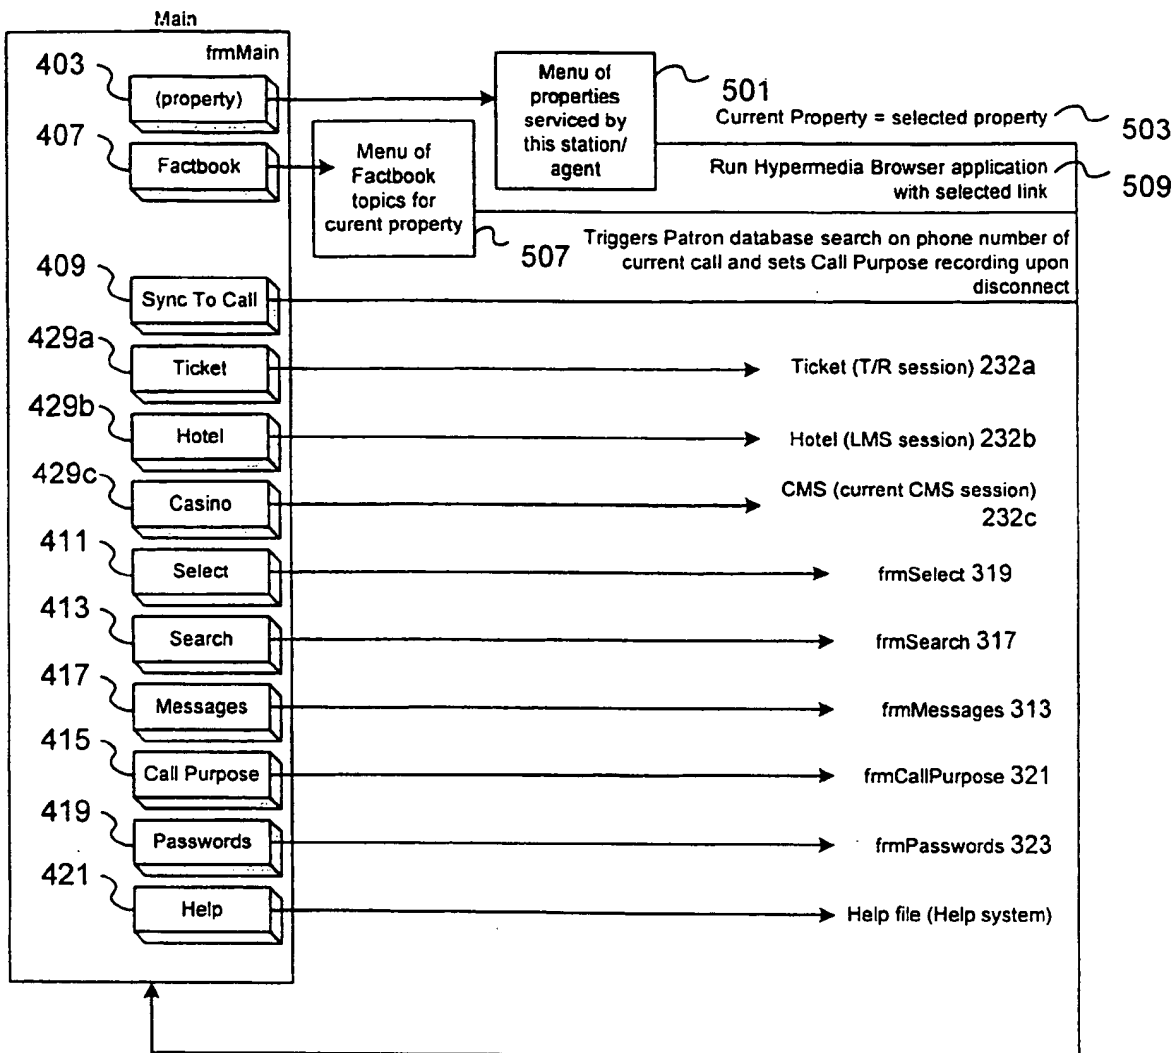 Main
frmMain
403
(property)
Menu of
properties
serviced by
this station/
agent
501
Current Property = selected property
503
407
Factbook
Menu of
Factbook
topics for
curent property
Run Hypermedia Browser application
with selected link
509
507
Triggers Patron database search on phone number of
current call and sets Call Purpose recording upon
disconnect
409
Sync To Call
429a
Ticket
Ticket (T/R session) 232a
429b
Hotel
Hotel (LMS session) 232b
429c
Casino
CMS (current CMS session)
232c
411
Select
frmSelect 319
413
Search
frmSearch 317
417
Messages
frmMessages 313
415
Call Purpose
frmCallPurpose 321
419
Passwords
frmPasswords 323
421
Help
Help file (Help system)